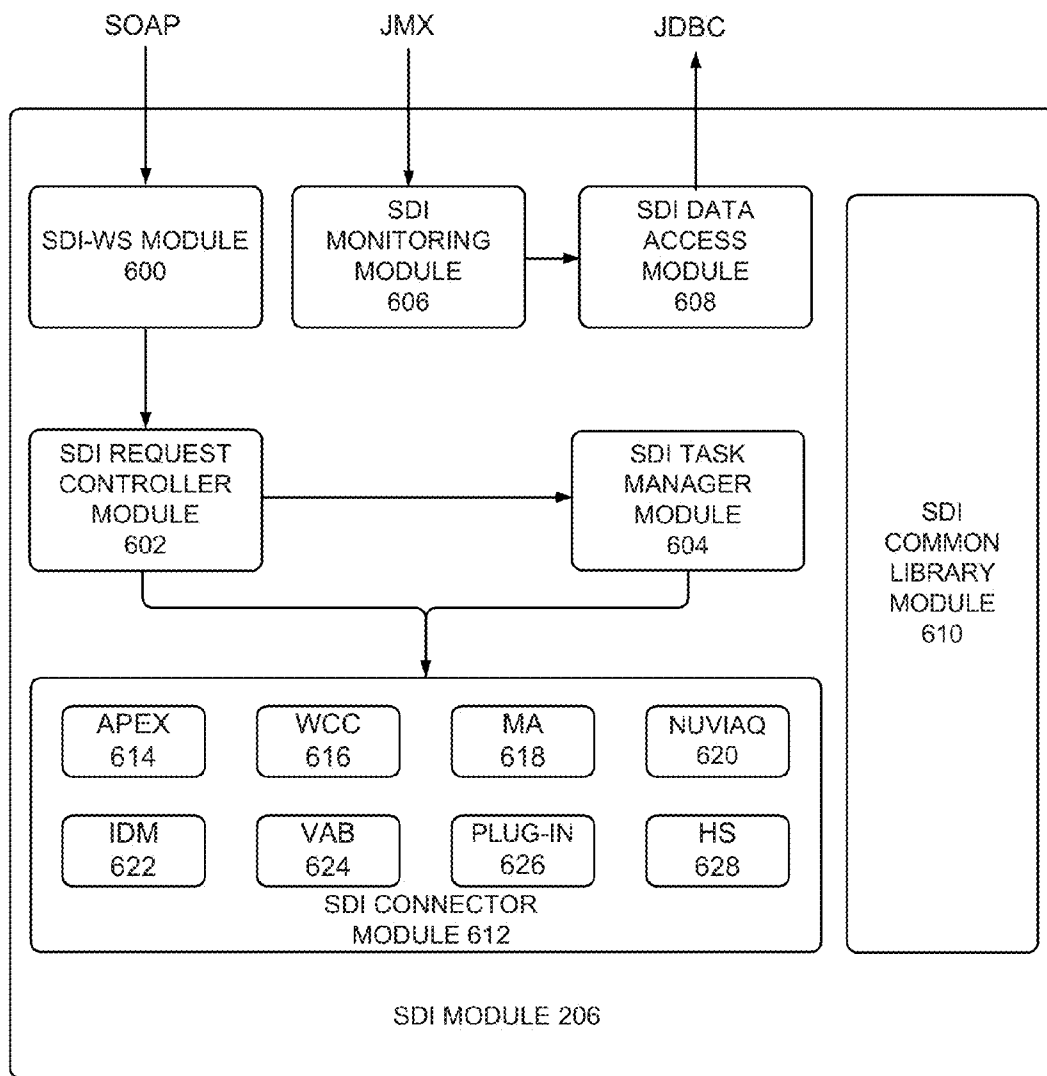 SOAP
JMX
JDBC
SDI-WS MODULE
600
SDI
MONITORING
MODULE
606
SDI DATA
ACCESS
MODULE
608
SDI REQUEST
CONTROLLER
MODULE
602
SDI TASK
MANAGER
MODULE
604
SDI
COMMON
LIBRARY
MODULE
610
APEX
614
WCC
616
MA
618
NUVIAQ
620
IDM
622
VAB
624
PLUG-IN
626
HS
628
SDI CONNECTOR
MODULE 612
SDI MODULE 206